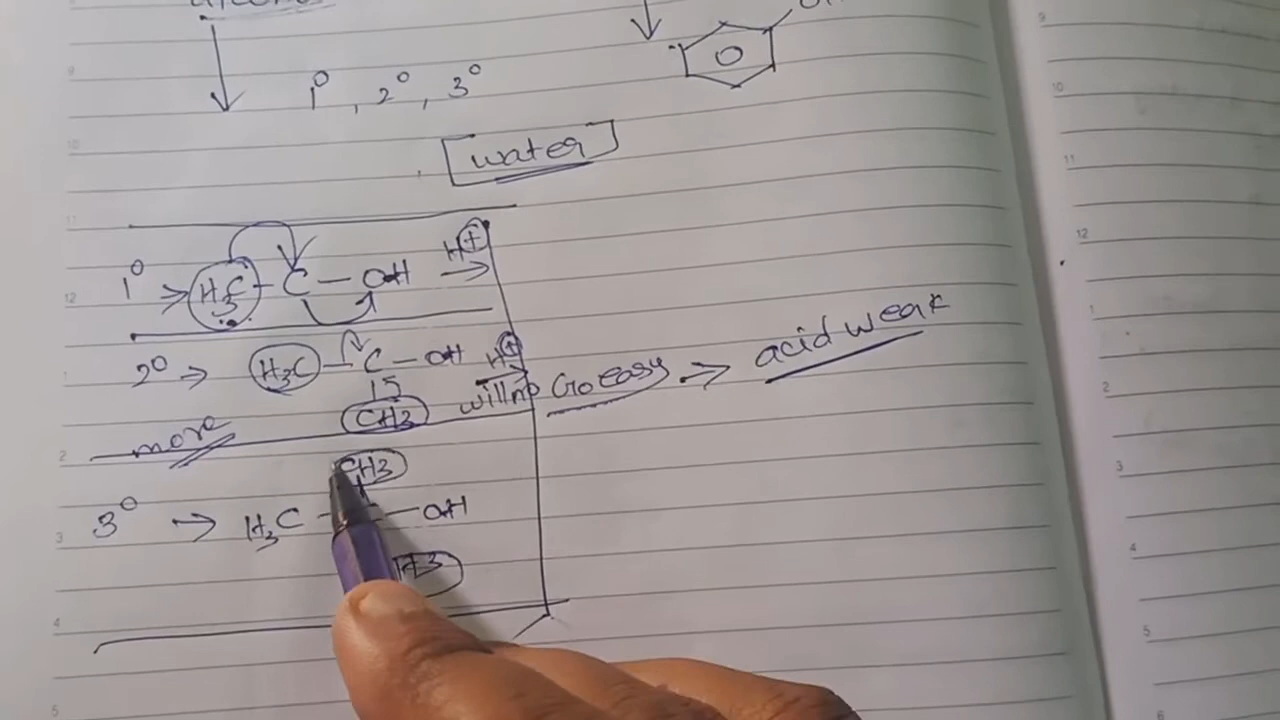 1°, 2°, 3°
[water]
H⊕
1° → H3C - C - OH →
2° → H3C - C - OH H⊕
CH3 will no Go easy → acid weak
more
CH3
3° → H3C - - OH
H3